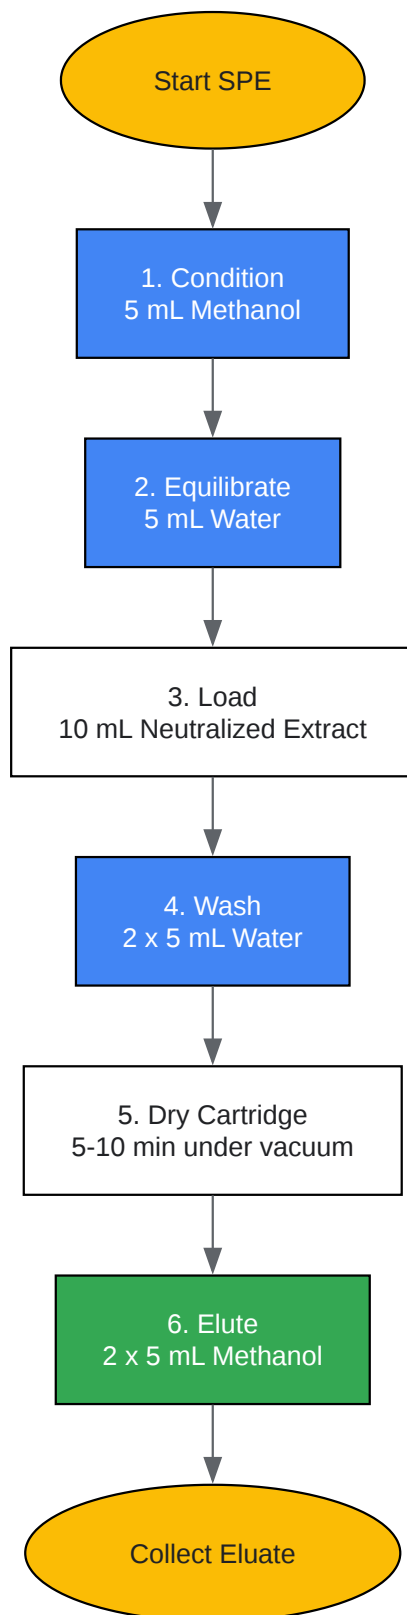 Start SPE
1. Condition
5 mL Methanol
2. Equilibrate
5 mL Water
3. Load
10 mL Neutralized Extract
4. Wash
2 x 5 mL Water
5. Dry Cartridge
5-10 min under vacuum
6. Elute
2 x 5 mL Methanol
Collect Eluate